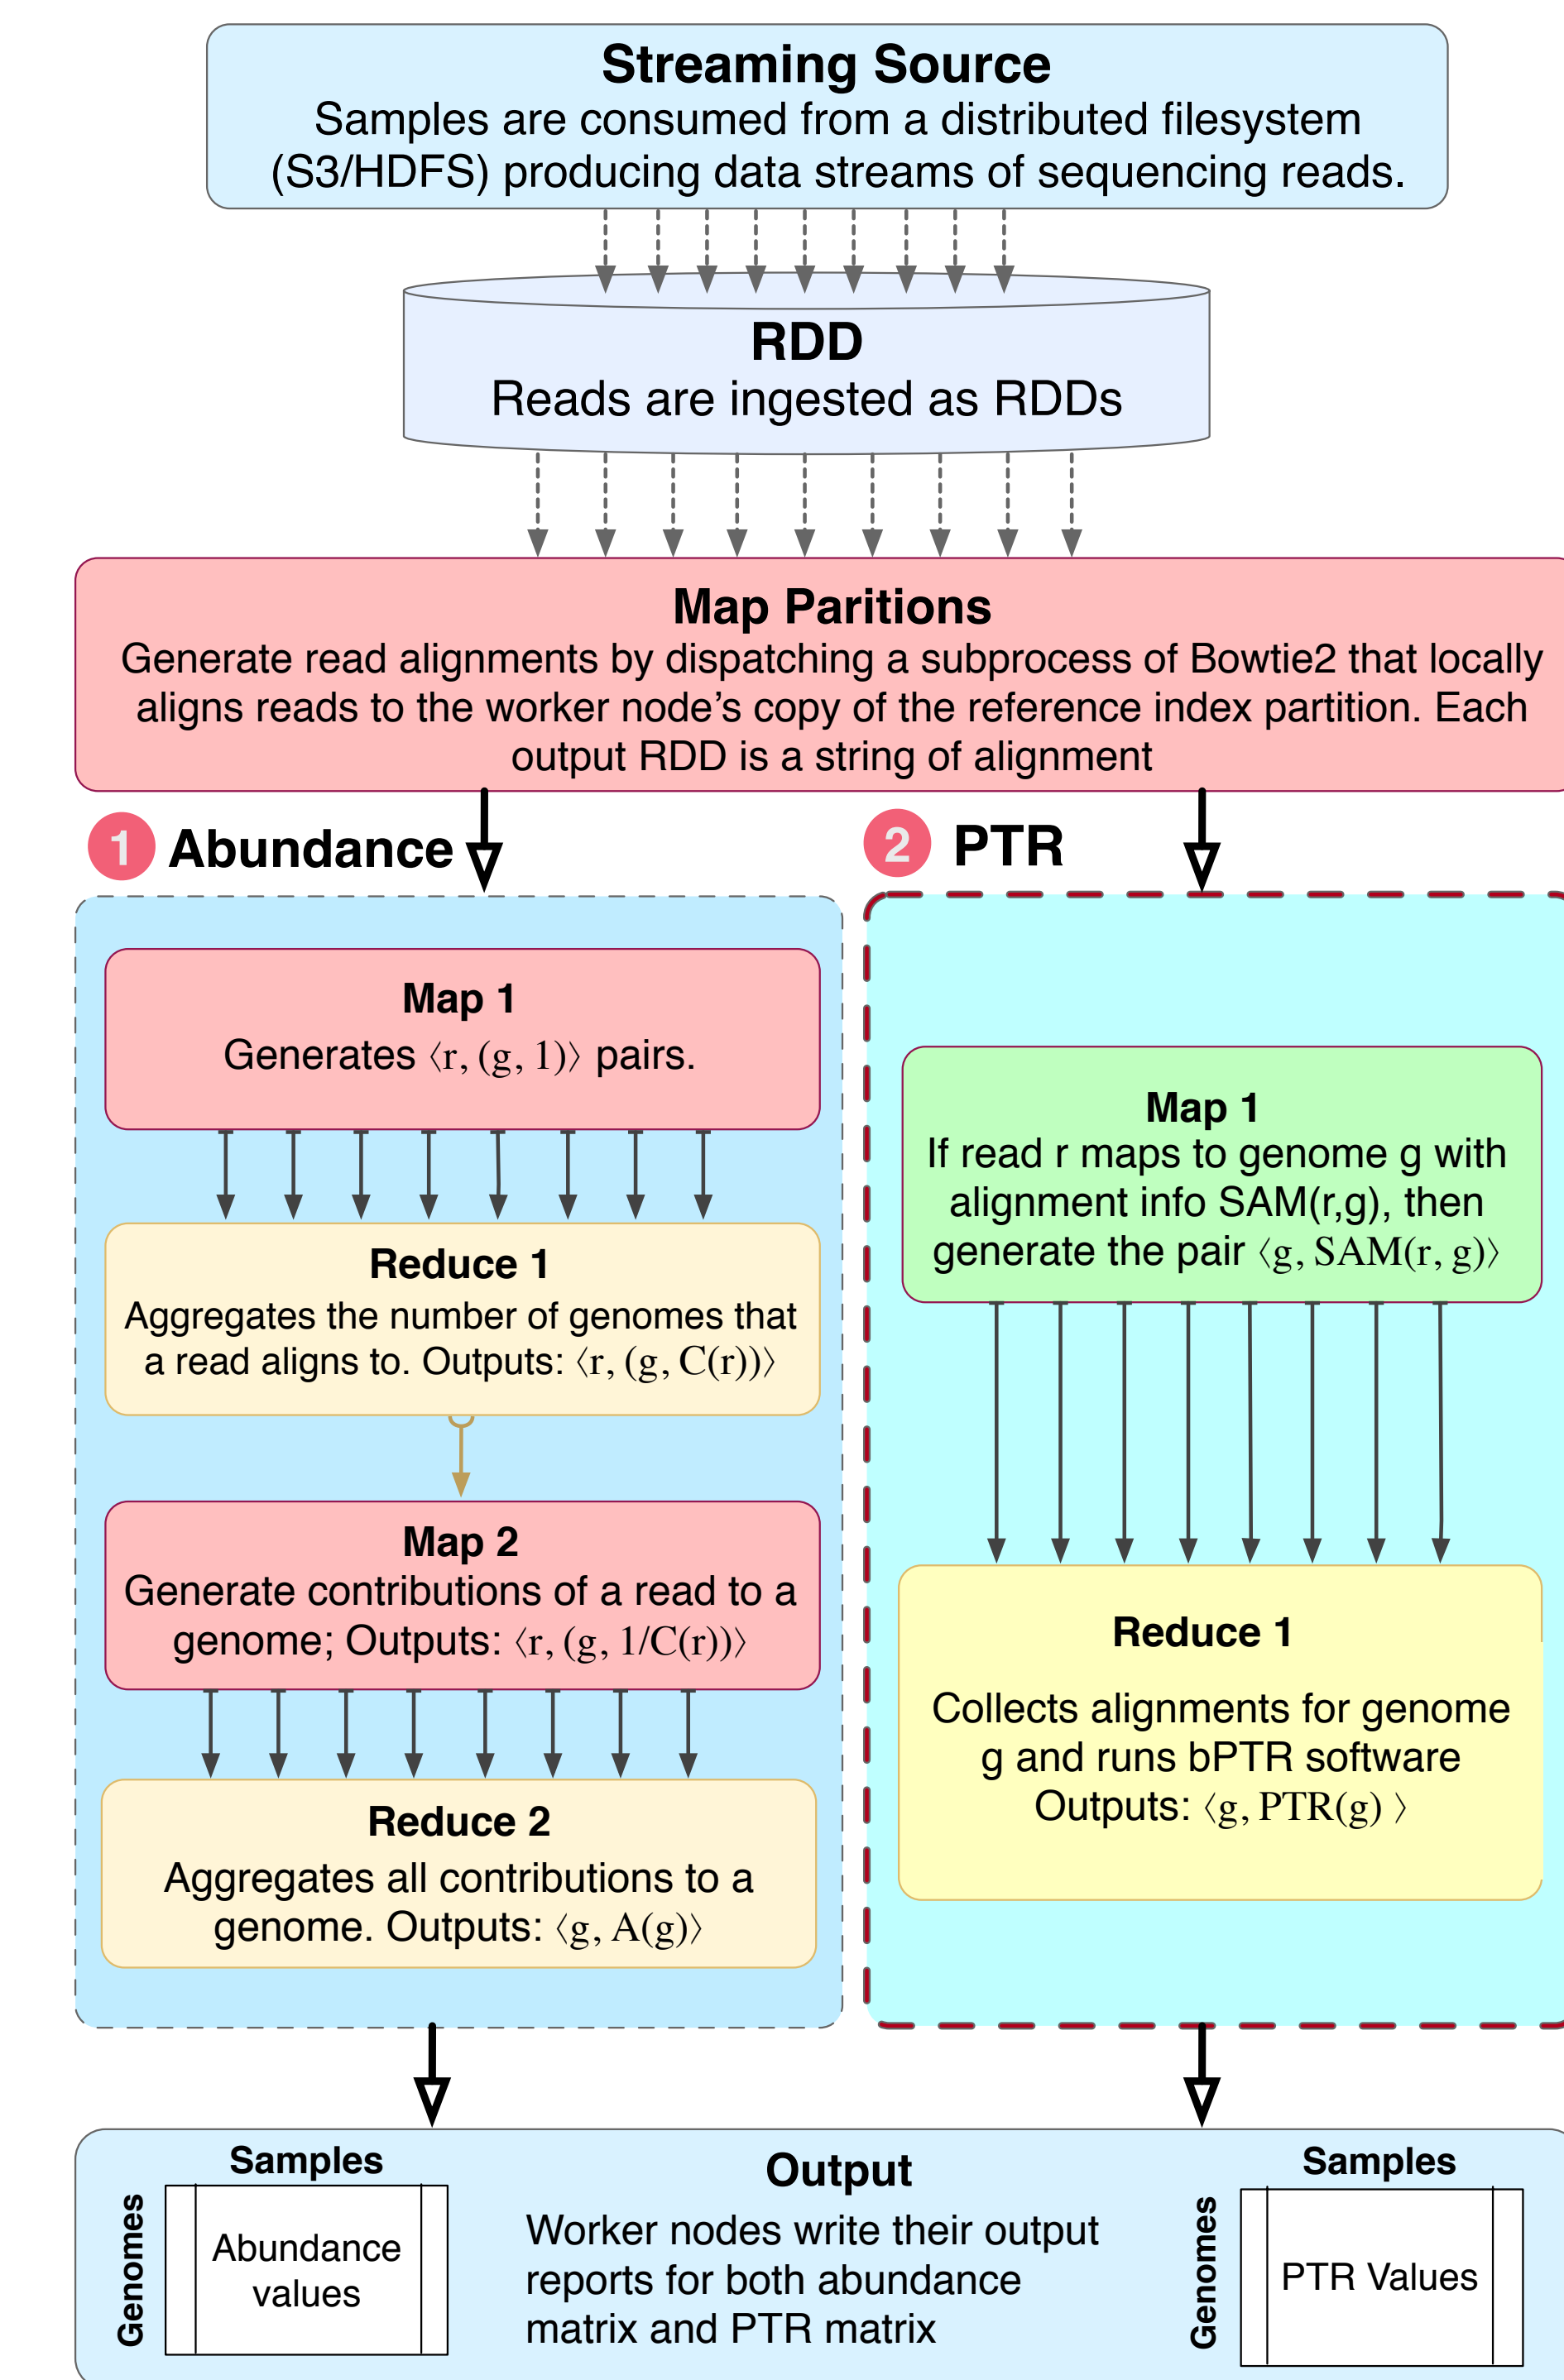 Streaming Source
Samples are consumed from a distributed filesystem
(S3/HDFS) producing data streams of sequencing reads.
RDD
Reads are ingested as RDDs
Map Paritions
Generate read alignments by dispatching a subprocess of Bowtie2 that locally
aligns reads to the worker node’s copy of the reference index partition. Each
output RDD is a string of alignment
1 Abundance
Map 1
Generates ⟨r, (g, 1)⟩ pairs.
Reduce 1
Aggregates the number of genomes that
a read aligns to. Outputs: ⟨r, (g, C(r))⟩
Map 2
Generate contributions of a read to a
genome; Outputs: ⟨r, (g, 1/C(r))⟩
Reduce 2
Aggregates all contributions to a
genome. Outputs: ⟨g, A(g)⟩
2 PTR
Map 1
If read r maps to genome g with
alignment info SAM(r,g), then
generate the pair ⟨g, SAM(r, g)⟩
Reduce 1
Collects alignments for genome
g and runs bPTR software
Outputs: ⟨g, PTR(g) ⟩
Samples
Genomes
Abundance
values
Output
Worker nodes write their output
reports for both abundance
matrix and PTR matrix
Samples
Genomes
PTR Values